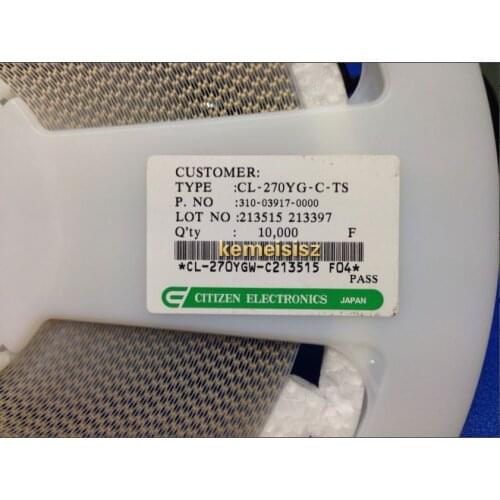 CUSTOMER:
TYPE :CL-270YG-C-TS
P. NO :310-03917-0000
LOT NO :213515 213397
Q'ty : 10,000 F
kemeisisz
*CL-270YGW-C213515 F04*
PASS
CITIZEN ELECTRONICS JAPAN